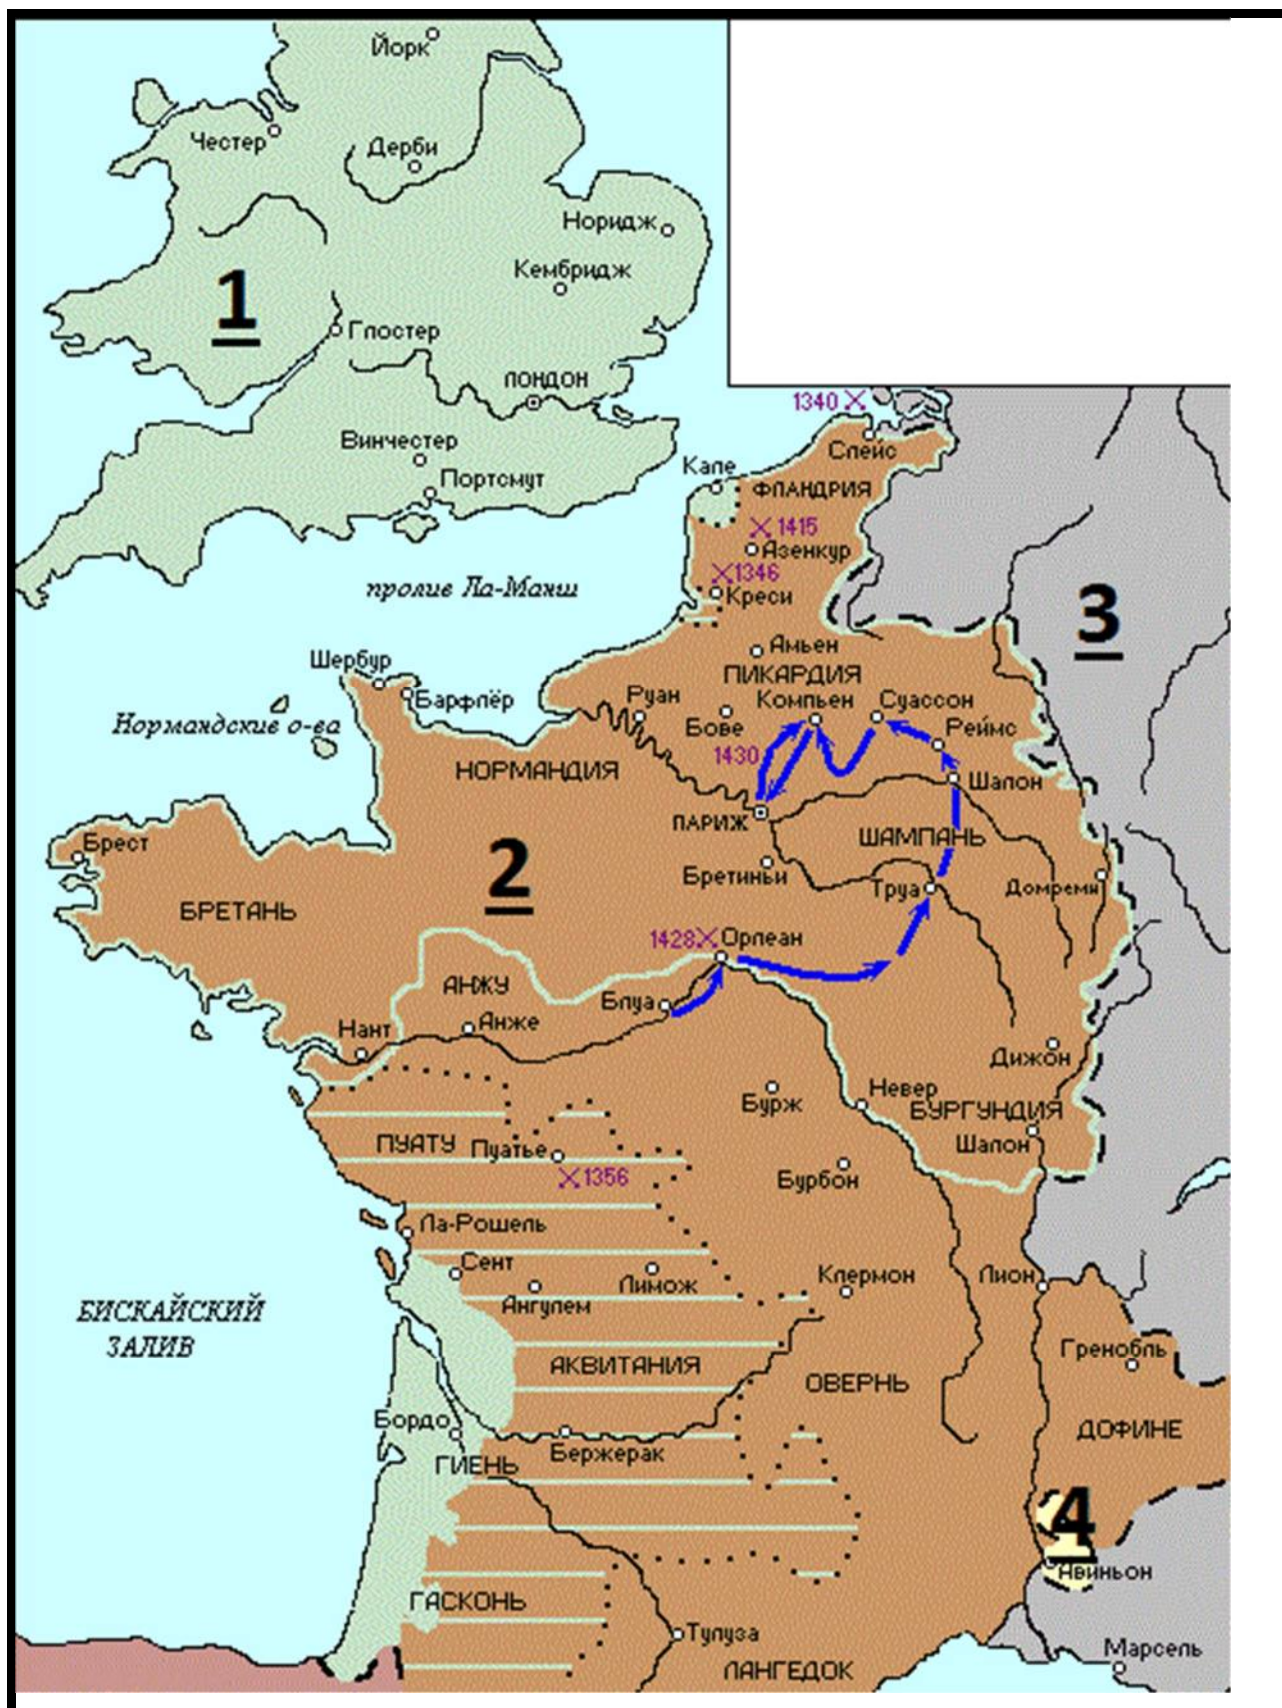 Йорк
Честер
Дерби
Норидж
Кембридж
1
Глостер
ЛОНДОН
1340
Винчестер
Слейс
Кале
Портсмут
ФЛАНДРИЯ
1415
Азенкур
пролив Ла-Манш
1346
Креси
3
Амьен
Шербур
ПИКАРДИЯ
Барфлёр
Руан
Компьен
Суассон
Нормандские о-ва
Бове
Реймс
1430
НОРМАНДИЯ
Шалон
ПАРИЖ
ШАМПАНЬ
Брест
2
Бретиньи
Труа
Домреми
БРЕТАНЬ
1428
Орлеан
АНЖУ
Блуа
Нант
Анже
Дижон
Бурж
Невер
БУРГУНДИЯ
ПУАТУ
Пуатье
Шалон
1356
Бурбон
Ла-Рошель
Сент
Лимож
Клермон
Лион
Ангулем
БИСКАЙСКИЙ
ЗАЛИВ
Гренобль
АКВИТАНИЯ
ОВЕРНЬ
Бордо
ДОФИНЕ
Бержерак
ГИЕНЬ
4
Авиньон
ГАСКОНЬ
Тулуза
Марсель
ЛАНГЕДОК